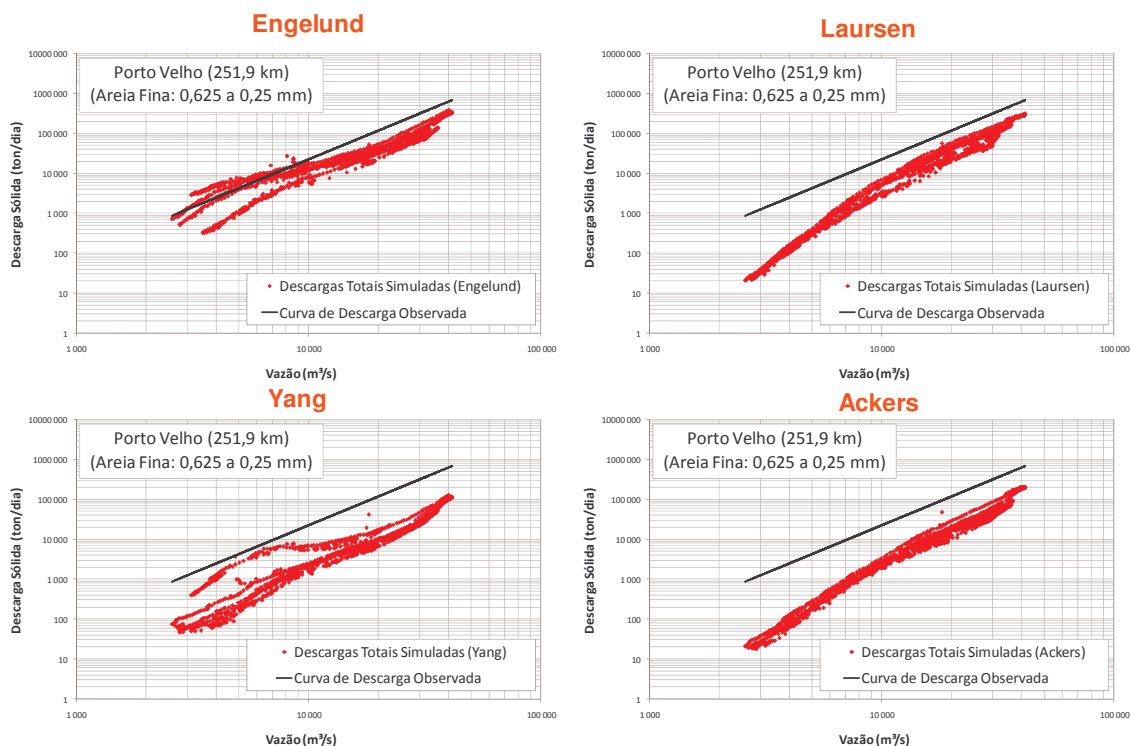 Engelund
Descarga Sólida (ton/dia)
10000 000
1000 000
100 000
10 000
1 000
100
10
1
Porto Velho (251,9 km)
(Areia Fina: 0,625 a 0,25 mm)
Descargas Totais Simuladas (Engelund)
Curva de Descarga Observada
1 000
10 000
100 000
Vazão (m³/s)
Laursen
Descarga Sólida (ton/dia)
10000 000
1000 000
100 000
10 000
1 000
100
10
1
Porto Velho (251,9 km)
(Areia Fina: 0,625 a 0,25 mm)
Descargas Totais Simuladas (Laursen)
Curva de Descarga Observada
1 000
10 000
100 000
Vazão (m³/s)
Yang
Descarga Sólida (ton/dia)
10000 000
1000 000
100 000
10 000
1 000
100
10
1
Porto Velho (251,9 km)
(Areia Fina: 0,625 a 0,25 mm)
Descargas Totais Simuladas (Yang)
Curva de Descarga Observada
1 000
10 000
100 000
Vazão (m³/s)
Ackers
Descarga Sólida (ton/dia)
10000 000
1000 000
100 000
10 000
1 000
100
10
1
Porto Velho (251,9 km)
(Areia Fina: 0,625 a 0,25 mm)
Descargas Totais Simuladas (Ackers)
Curva de Descarga Observada
1 000
10 000
100 000
Vazão (m³/s)